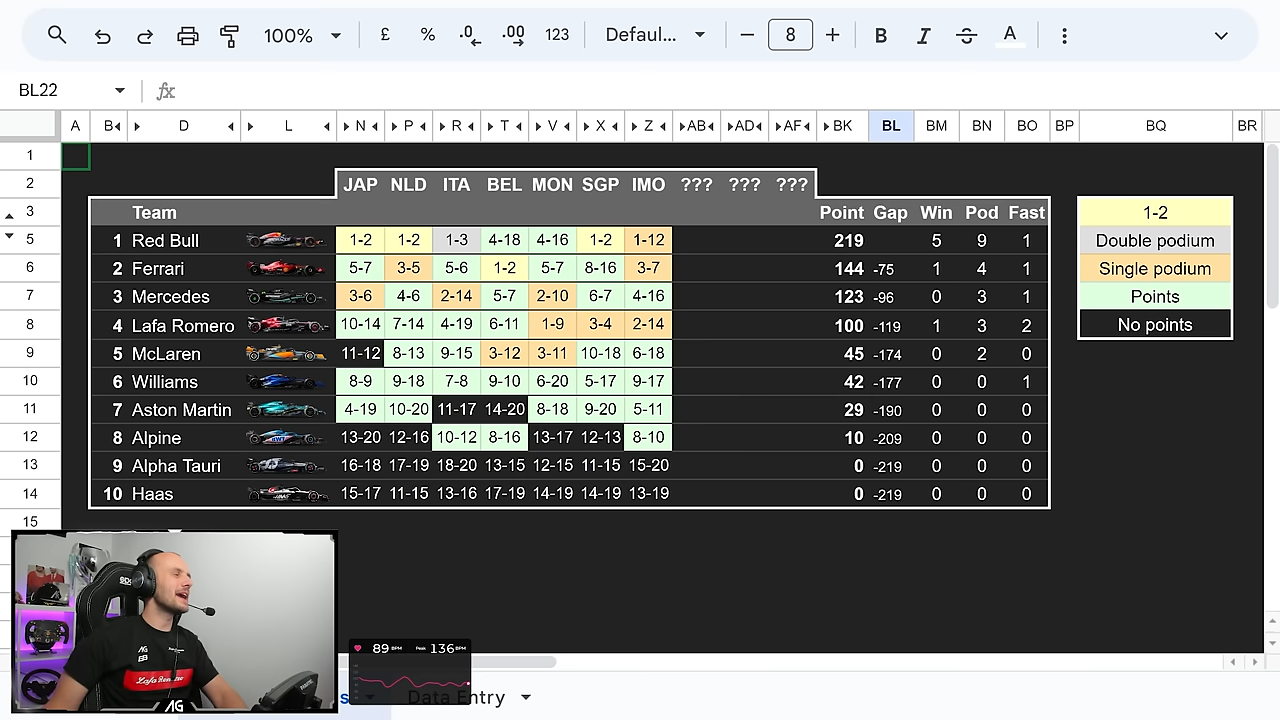 100% £ % .0 .00 123 Defaul... 8 B I S A
BL22 fx
A B D L N P R T V X Z AB AD AF BK BL BM BN BO BP BQ BR
1
2 JAP NLD ITA BEL MON SGP IMO ??? ??? ???
3 Team Point Gap Win Pod Fast 1-2
5 1 Red Bull 1-2 1-2 1-3 4-18 4-16 1-2 1-12 219 5 9 1 Double podium
6 2 Ferrari 5-7 3-5 5-6 1-2 5-7 8-16 3-7 144 -75 1 4 1 Single podium
7 3 Mercedes 3-6 4-6 2-14 5-7 2-10 6-7 4-16 123 -96 0 3 1 Points
8 4 Lafa Romero 10-14 7-14 4-19 6-11 1-9 3-4 2-14 100 -119 1 3 2 No points
9 5 McLaren 11-12 8-13 9-15 3-12 3-11 10-18 6-18 45 -174 0 2 0
10 6 Williams 8-9 9-18 7-8 9-10 6-20 5-17 9-17 42 -177 0 0 1
11 7 Aston Martin 4-19 10-20 11-17 14-20 8-18 9-20 5-11 29 -190 0 0 0
12 8 Alpine 13-20 12-16 10-12 8-16 13-17 12-13 8-10 10 -209 0 0 0
13 9 Alpha Tauri 16-18 17-19 18-20 13-15 12-15 11-15 15-20 0 -219 0 0 0
14 10 Haas 15-17 11-15 13-16 17-19 14-19 14-19 13-19 0 -219 0 0 0
15
89 BPM Peak 136 BPM
Lafa Romero
AG
s Data Entry